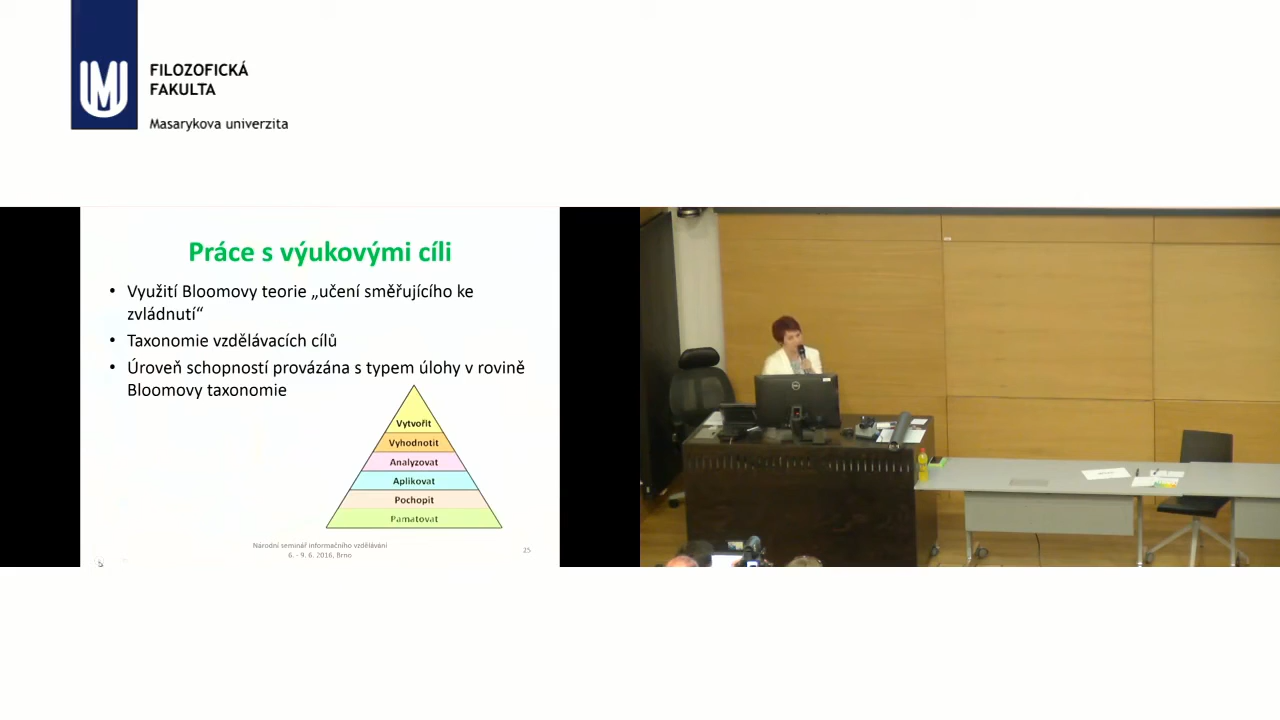 FILOZOFICKÁ
FAKULTA
Masarykova univerzita
Práce s výukovými cíli
• Využití Bloomovy teorie „učení směřujícího ke
zvládnutí“
• Taxonomie vzdělávacích cílů
• Úroveň schopností provázána s typem úlohy v rovině
Bloomovy taxonomie
Vytvořit
Vyhodnotit
Analyzovat
Aplikovat
Pochopit
Pamatovat
Národní seminář informačního vzdělávání
6. - 9. 6. 2016, Brno
25